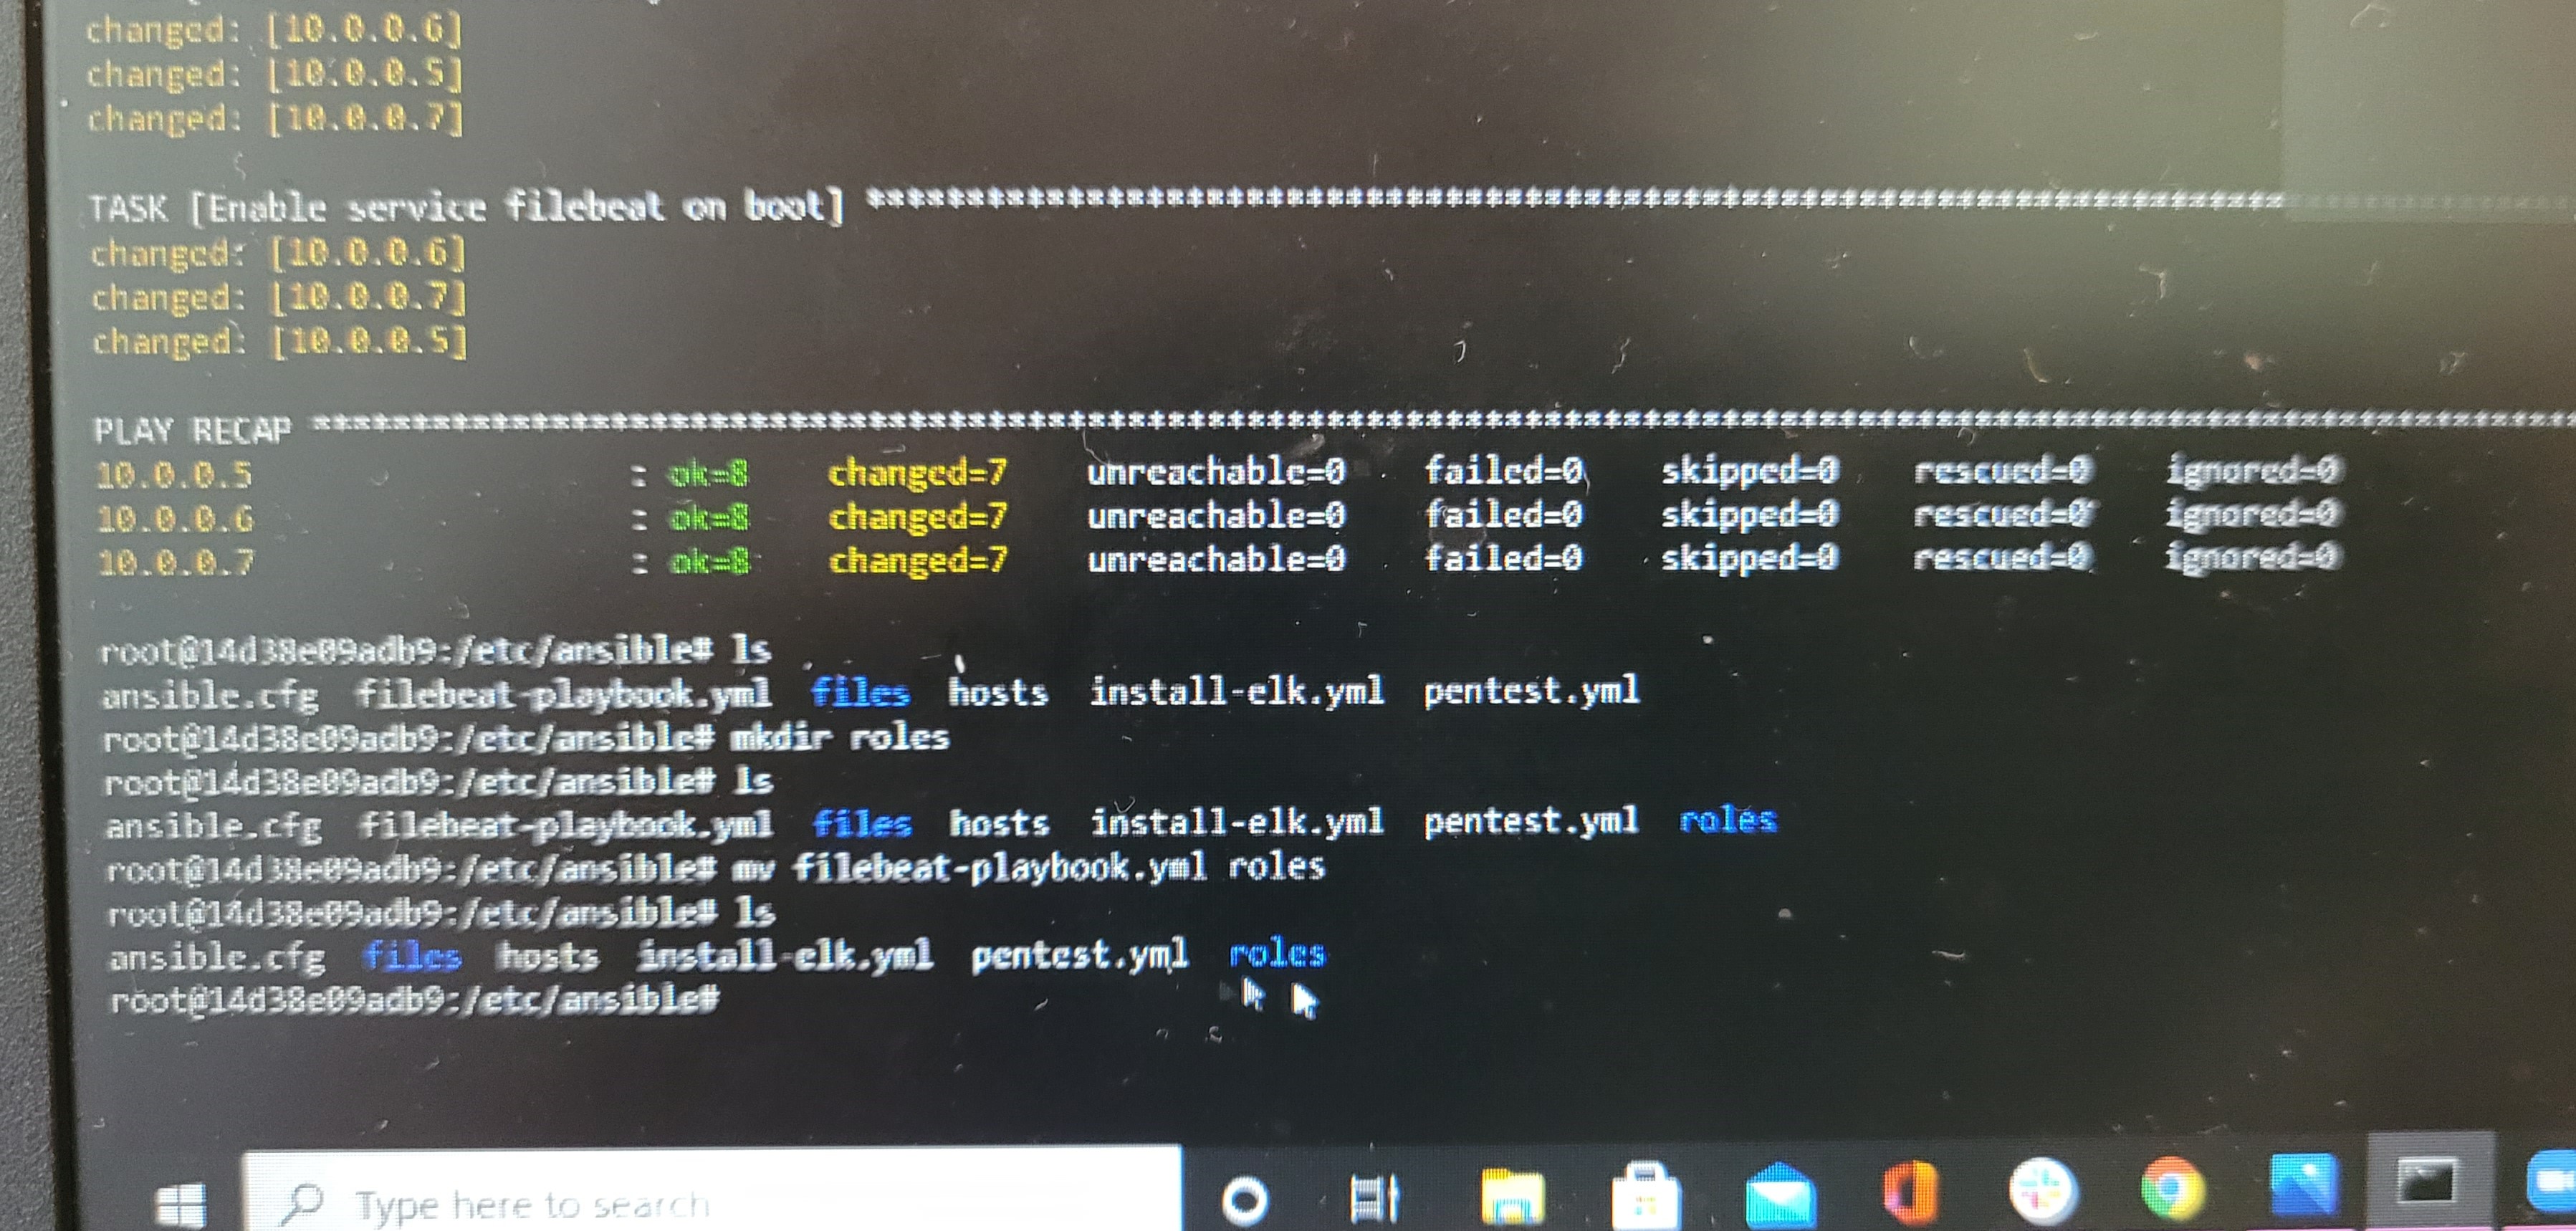 changed: [10.0.0.6]
changed: [10.0.0.5]
changed: [10.0.0.7]
TASK [Enable service filebeat on boot] ***************************************************************************************
changed: [10.0.0.6]
changed: [10.0.0.7]
changed: [10.0.0.5]
PLAY RECAP *******************************************************************************************************************
10.0.0.5 : ok=8 changed=7 unreachable=0 failed=0 skipped=0 rescued=0 ignored=0
10.0.0.6 : ok=8 changed=7 unreachable=0 failed=0 skipped=0 rescued=0 ignored=0
10.0.0.7 : ok=8 changed=7 unreachable=0 failed=0 skipped=0 rescued=0 ignored=0
root@14d38e09adb9:/etc/ansible# ls
ansible.cfg filebeat-playbook.yml files hosts install-elk.yml pentest.yml
root@14d38e09adb9:/etc/ansible# mkdir roles
root@14d38e09adb9:/etc/ansible# ls
ansible.cfg filebeat-playbook.yml files hosts install-elk.yml pentest.yml roles
root@14d38e09adb9:/etc/ansible# mv filebeat-playbook.yml roles
root@14d38e09adb9:/etc/ansible# ls
ansible.cfg files hosts install-elk.yml pentest.yml roles
root@14d38e09adb9:/etc/ansible#
Type here to search